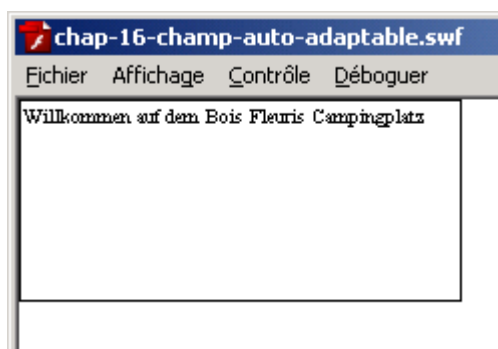 chap-16-champ-auto-adaptable.swf
Fichier Affichage Contrôle Déboguer
Willkommen auf dem Bois Fleuris Campingplatz